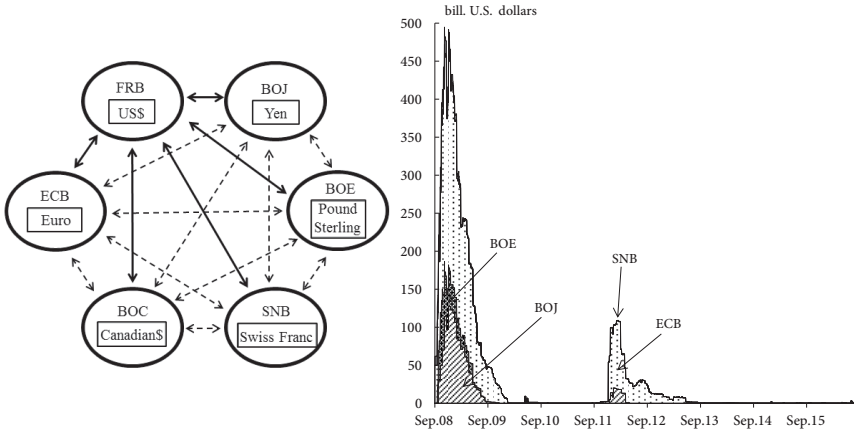 FRB
US$
BOJ
Yen
ECB
Euro
BOE
Pound
Sterling
BOC
Canadian$
SNB
Swiss Franc
bill. U.S. dollars
500
450
400
350
300
250
200
150
100
50
0
BOE
BOJ
SNB
ECB
Sep.08 Sep.09 Sep.10 Sep.11 Sep.12 Sep.13 Sep.14 Sep.15